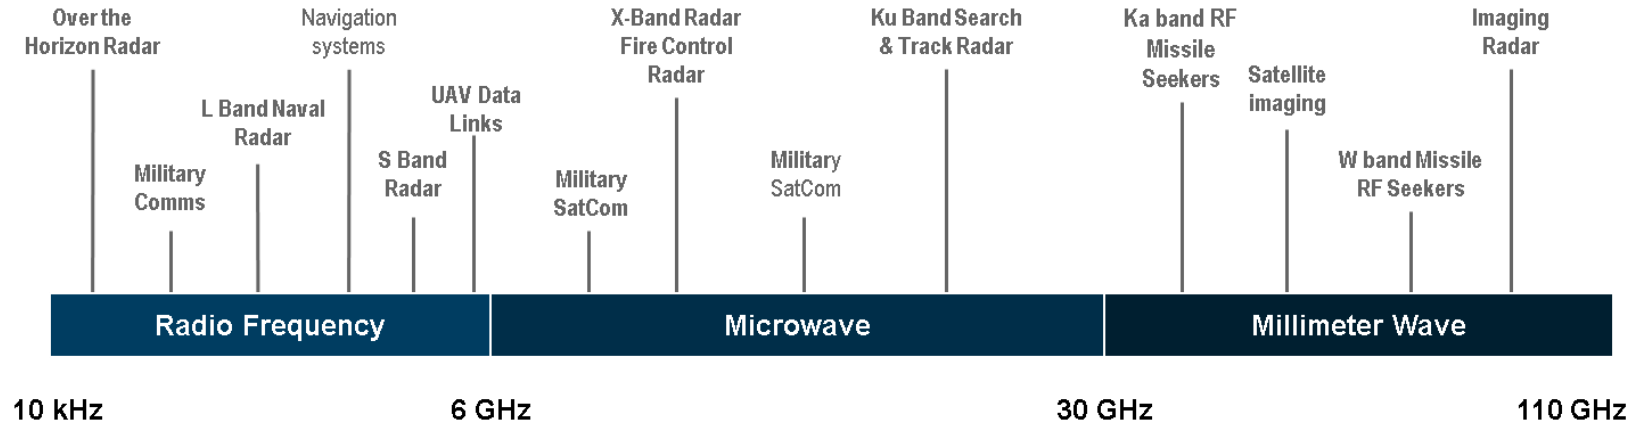 Over the
Horizon Radar
Military
Comms
L Band Naval
Radar
Navigation
systems
S Band
Radar
UAV Data
Links
Military
SatCom
X-Band Radar
Fire Control
Radar
Military
SatCom
Ku Band Search
& Track Radar
Ka band RF
Missile
Seekers
Satellite
imaging
W band Missile
RF Seekers
Imaging
Radar
Radio Frequency
Microwave
Millimeter Wave
10 kHz
6 GHz
30 GHz
110 GHz